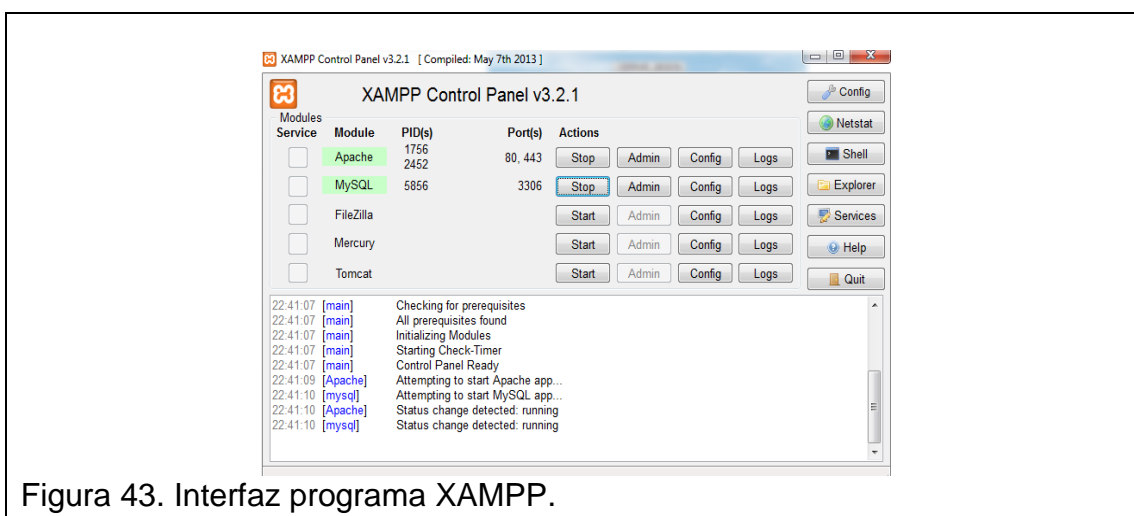 XAMPP Control Panel v3.2.1 [ Compiled: May 7th 2013 ]
XAMPP Control Panel v3.2.1
Config
Modules
Service Module PID(s) Port(s) Actions
Netstat
Apache 1756 2452 80, 443 Stop Admin Config Logs
Shell
MySQL 5856 3306 Stop Admin Config Logs
Explorer
FileZilla Start Admin Config Logs
Services
Mercury Start Admin Config Logs
Help
Tomcat Start Admin Config Logs
Quit
22:41:07 [main] Checking for prerequisites
22:41:07 [main] All prerequisites found
22:41:07 [main] Initializing Modules
22:41:07 [main] Starting Check-Timer
22:41:07 [main] Control Panel Ready
22:41:09 [Apache] Attempting to start Apache app...
22:41:10 [mysql] Attempting to start MySQL app...
22:41:10 [Apache] Status change detected: running
22:41:10 [mysql] Status change detected: running
Figura 43. Interfaz programa XAMPP.